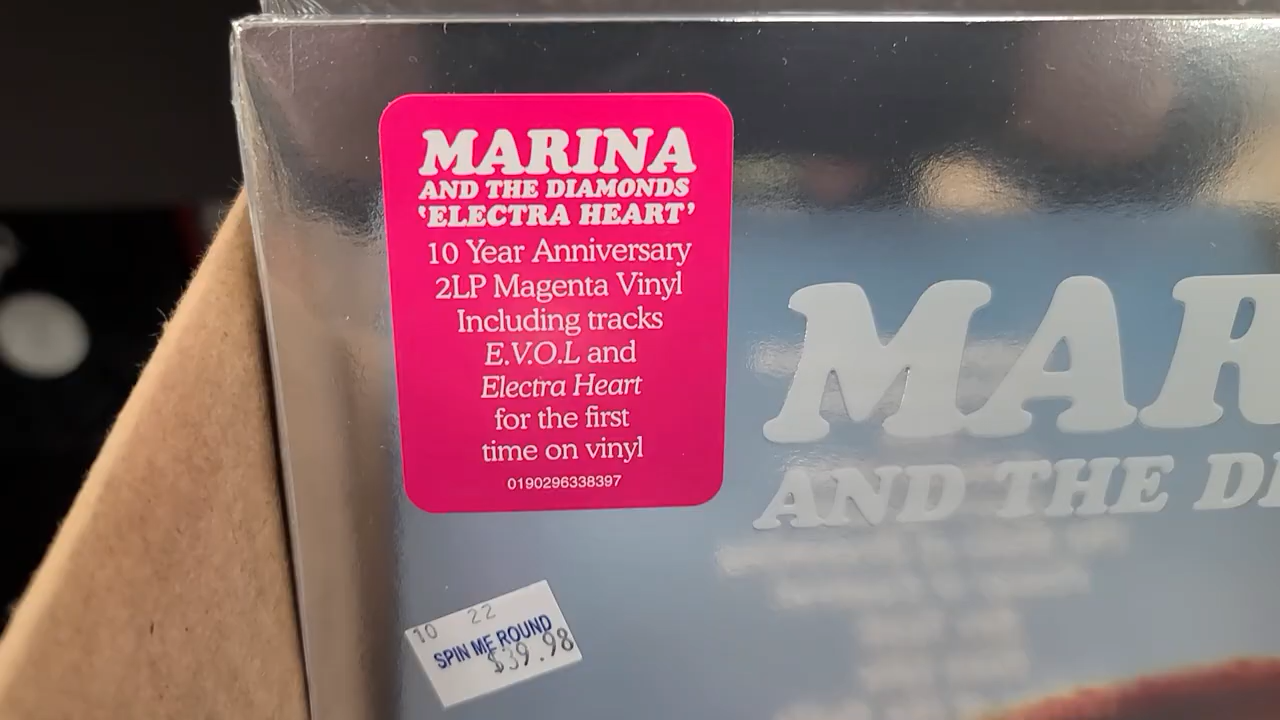 MARINA
AND THE DIAMONDS
‘ELECTRA HEART’
10 Year Anniversary
2LP Magenta Vinyl
Including tracks
E.V.O.L and
Electra Heart
for the first
time on vinyl
0190296338397
MAR
AND THE DI
10 22
SPIN ME ROUND
$39.98